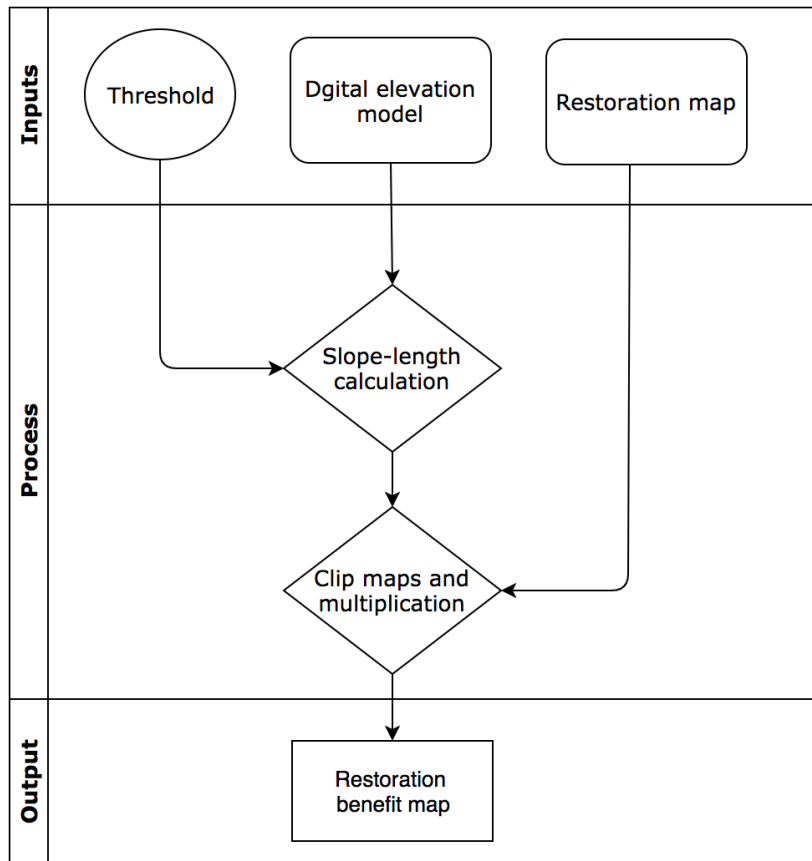 Inputs
Threshold
Dgital elevation
model
Restoration map
Process
Slope-length
calculation
Clip maps and
multiplication
Output
Restoration
benefit map